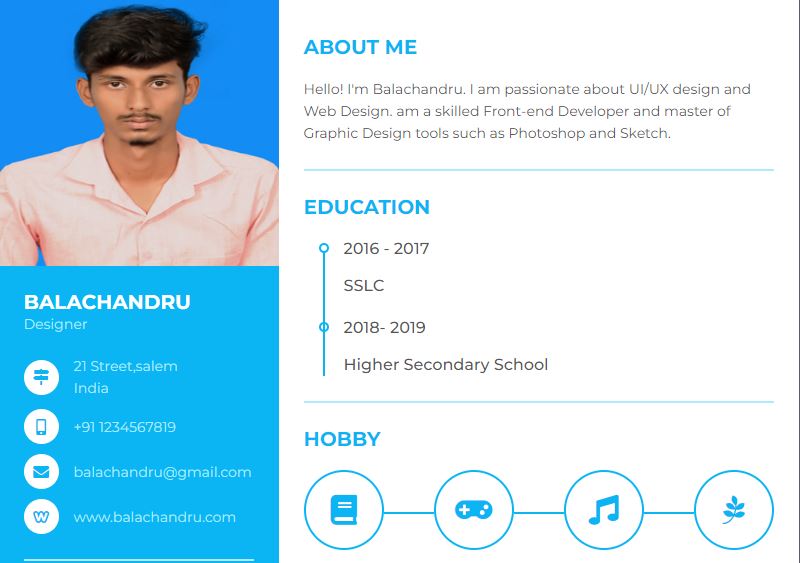 BALACHANDRU
Designer
21 Street,salem
India
+91 1234567819
balachandru@gmail.com
www.balachandru.com
ABOUT ME
Hello! I'm Balachandru. I am passionate about UI/UX design and
Web Design. am a skilled Front-end Developer and master of
Graphic Design tools such as Photoshop and Sketch.
EDUCATION
2016 - 2017
SSLC
2018- 2019
Higher Secondary School
HOBBY